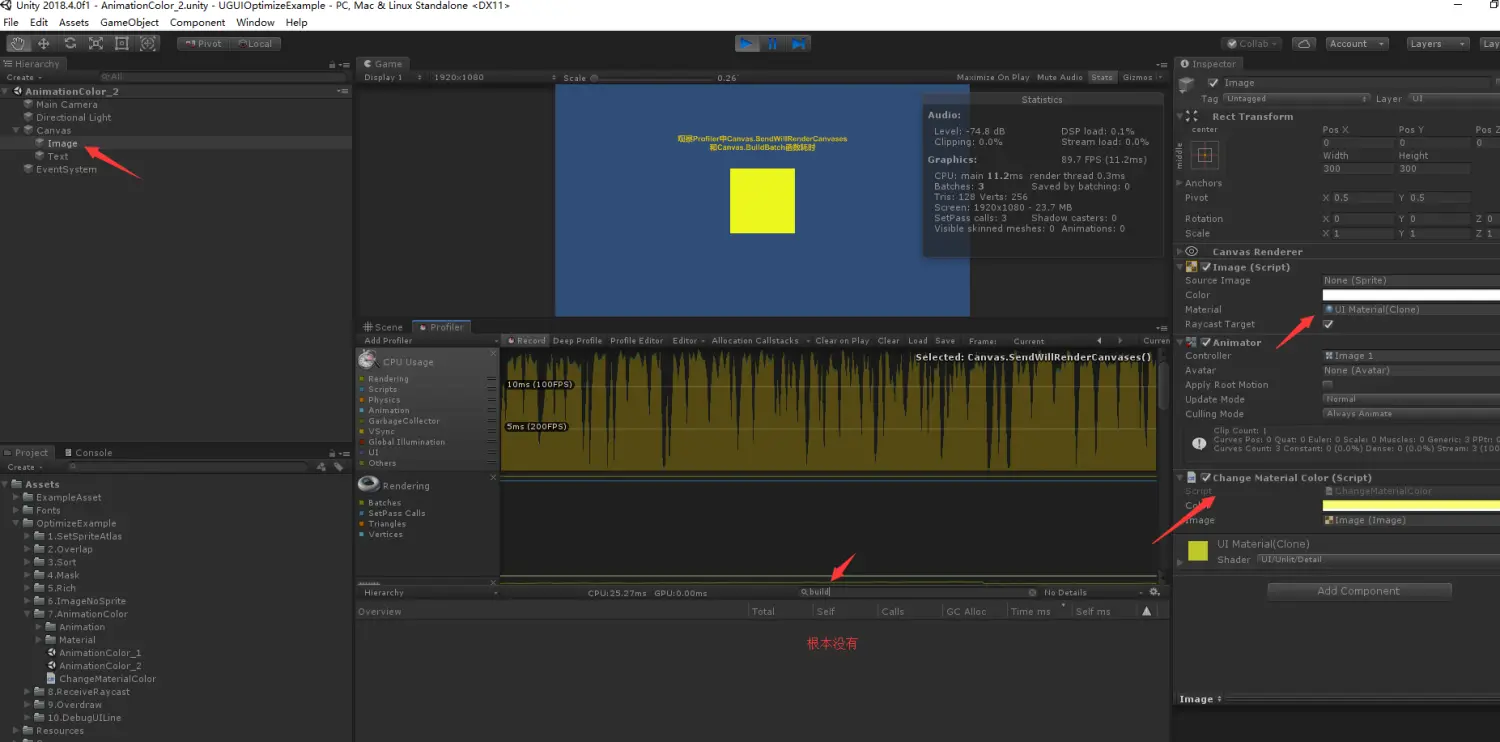 Unity 2018.4.0f1 - AnimationColor_2.unity - UGUIOptimizeExample - PC, Mac & Linux Standalone <DX11>
File Edit Assets GameObject Component Window Help
Pivot Local Collab Account Layers Lay
Hierarchy
Create All
AnimationColor_2
Main Camera
Directional Light
Canvas
Image
Text
EventSystem
Game
Display 1 1920x1080 Scale 0.26 Maximize On Play Mute Audio Stats Gizmos
观察Profiler中Canvas.SendWillRenderCanvases
和Canvas.BuildBatch函数耗时
Statistics
Audio:
Level: -74.8 dB DSP load: 0.1%
Clipping: 0.0% Stream load: 0.0%
Graphics: 89.7 FPS (11.2ms)
CPU: main 11.2ms render thread 0.3ms
Batches: 3 Saved by batching: 0
Tris: 128 Verts: 256
Screen: 1920x1080 - 23.7 MB
SetPass calls: 3 Shadow casters: 0
Visible skinned meshes: 0 Animations: 0
Scene Profiler
Add Profiler Record Deep Profile Profile Editor Editor Allocation Callstacks Clear on Play Clear Load Save Frame: Current Curren
CPU Usage
Rendering
Scripts
Physics
Animation
GarbageCollector
VSync
Global Illumination
UI
Others
Selected: Canvas.SendWillRenderCanvases()
10ms (100FPS)
5ms (200FPS)
Rendering
Batches
SetPass Calls
Triangles
Vertices
Hierarchy CPU:25.27ms GPU:0.00ms build No Details
Overview Total Self Calls GC Alloc Time ms Self ms
根本没有
Project Console
Create
Assets
ExampleAsset
Fonts
OptimizeExample
1.SetSpriteAtlas
2.Overlap
3.Sort
4.Mask
5.Rich
6.ImageNoSprite
7.AnimationColor
Animation
Material
AnimationColor_1
AnimationColor_2
ChangeMaterialColor
8.ReceiveRaycast
9.Overdraw
10.DebugUILine
Resources
Inspector
Image
Tag Untagged Layer UI
Rect Transform
center
middle
Pos X Pos Y Pos Z
0 0 0
Width Height
300 300
Anchors
Pivot X 0.5 Y 0.5
Rotation X 0 Y 0 Z 0
Scale X 1 Y 1 Z 1
Canvas Renderer
Image (Script)
Source Image None (Sprite)
Color
Material UI Material(Clone)
Raycast Target
Animator
Controller Image 1
Avatar None (Avatar)
Apply Root Motion
Update Mode Normal
Culling Mode Always Animate
Clip Count: 1
Curves Pos: 0 Quat: 0 Euler: 0 Scale: 0 Muscles: 0 Generic: 3 PPtr:
Curves Count: 3 Constant: 0 (0.0%) Dense: 0 (0.0%) Stream: 3 (100
Change Material Color (Script)
Script ChangeMaterialColor
Image Image (Image)
UI Material(Clone)
Shader UI/Unlit/Detail
Add Component
Image